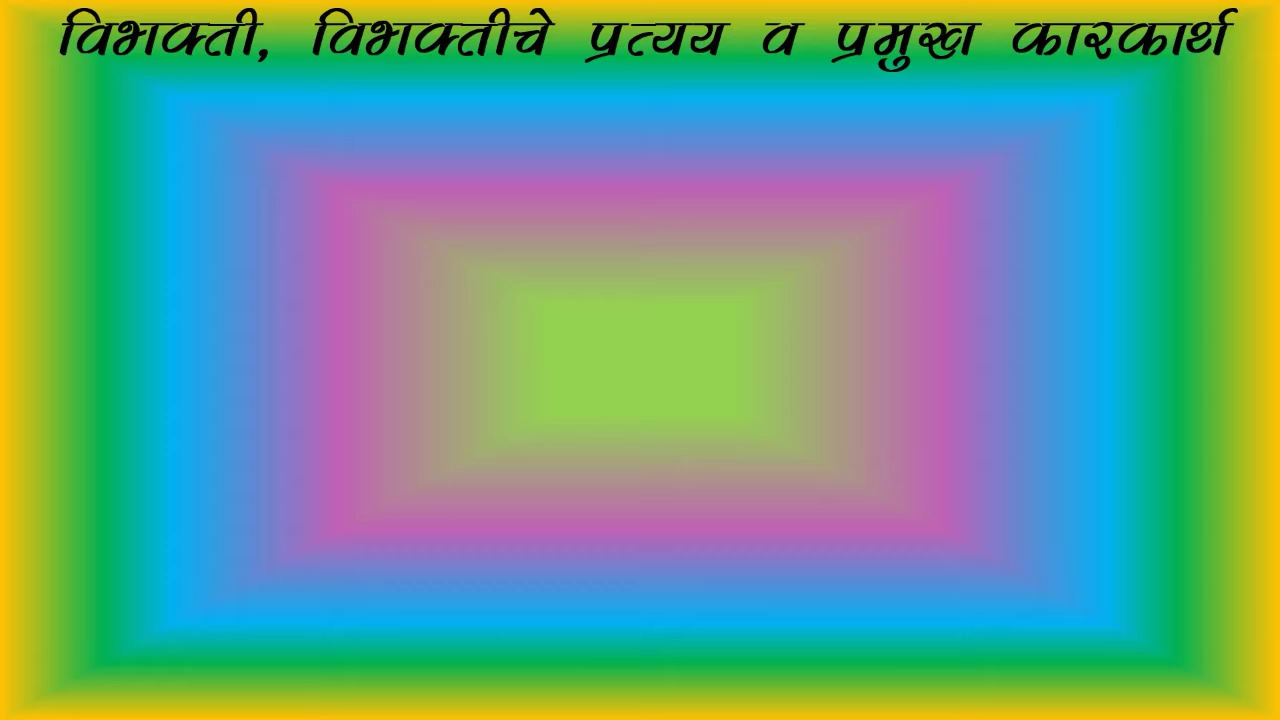 विभक्ती, विभक्तीचे प्रत्यय व प्रमुख कारकार्थ